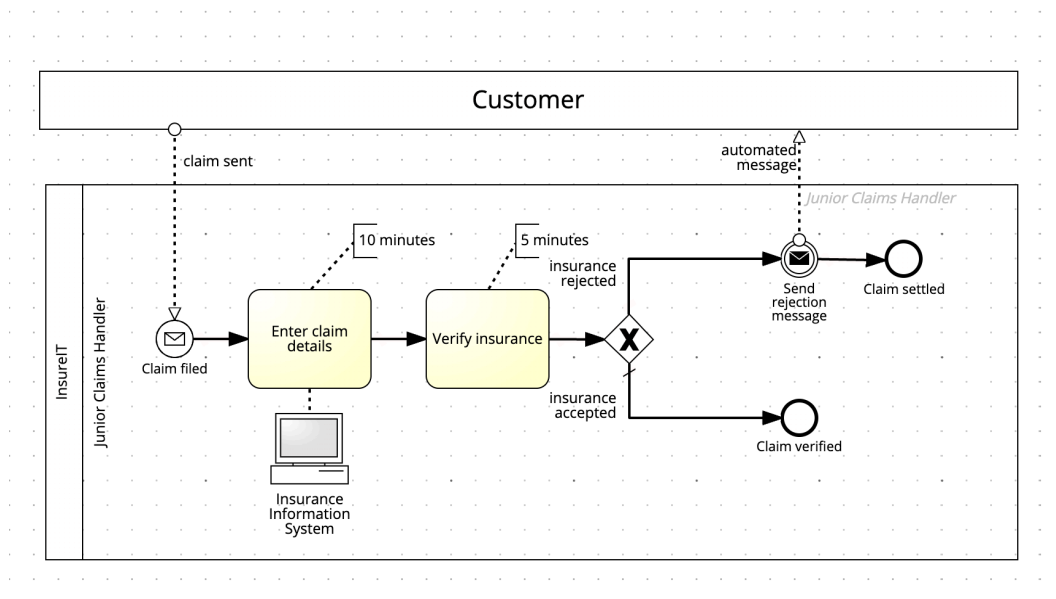 Customer
claim sent
automated
message
Junior Claims Handler
InsureIT
Junior Claims Handler
10 minutes
5 minutes
insurance
rejected
Send
rejection
message
Claim settled
Claim filed
Enter claim
details
Verify insurance
X
insurance
accepted
Claim verified
Insurance
Information
System